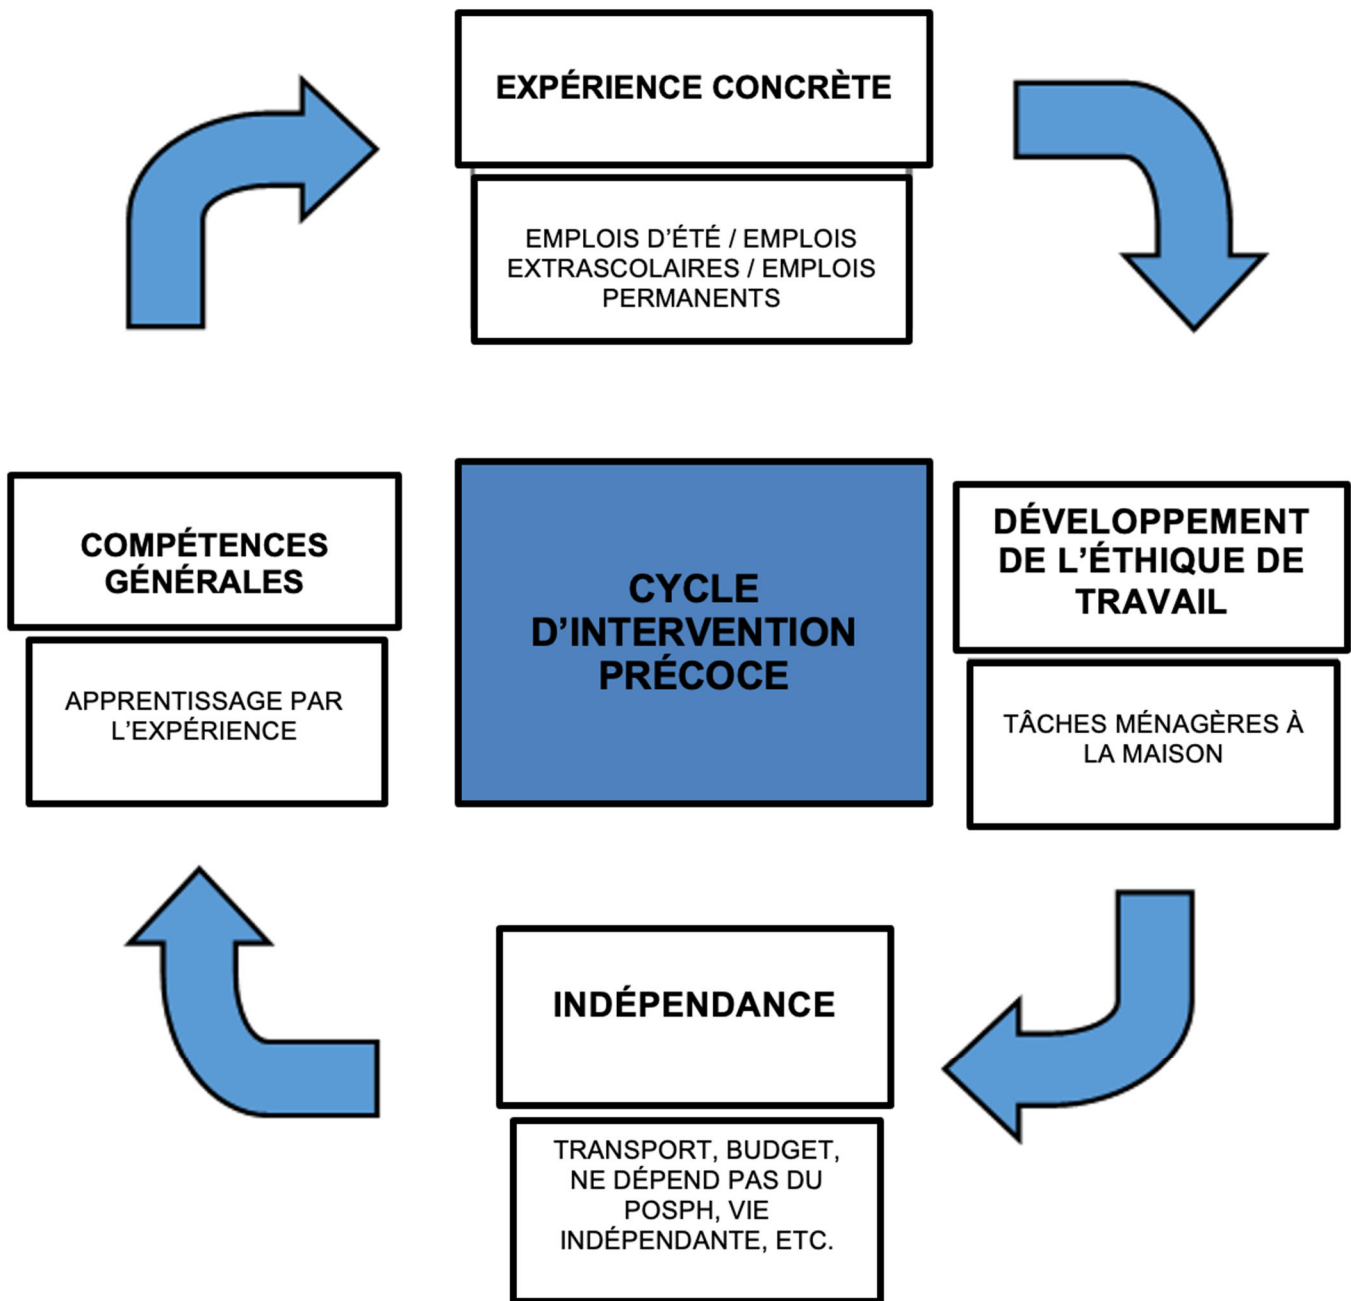 EXPÉRIENCE CONCRÈTE
EMPLOIS D'ÉTÉ / EMPLOIS
EXTRASCOLAIRES / EMPLOIS
PERMANENTS
COMPÉTENCES
GÉNÉRALES
APPRENTISSAGE PAR
L'EXPÉRIENCE
CYCLE
D'INTERVENTION
PRÉCOCE
DÉVELOPPEMENT
DE L'ÉTHIQUE DE
TRAVAIL
TÂCHES MÉNAGÈRES À
LA MAISON
INDÉPENDANCE
TRANSPORT, BUDGET,
NE DÉPEND PAS DU
POSPH, VIE
INDÉPENDANTE, ETC.